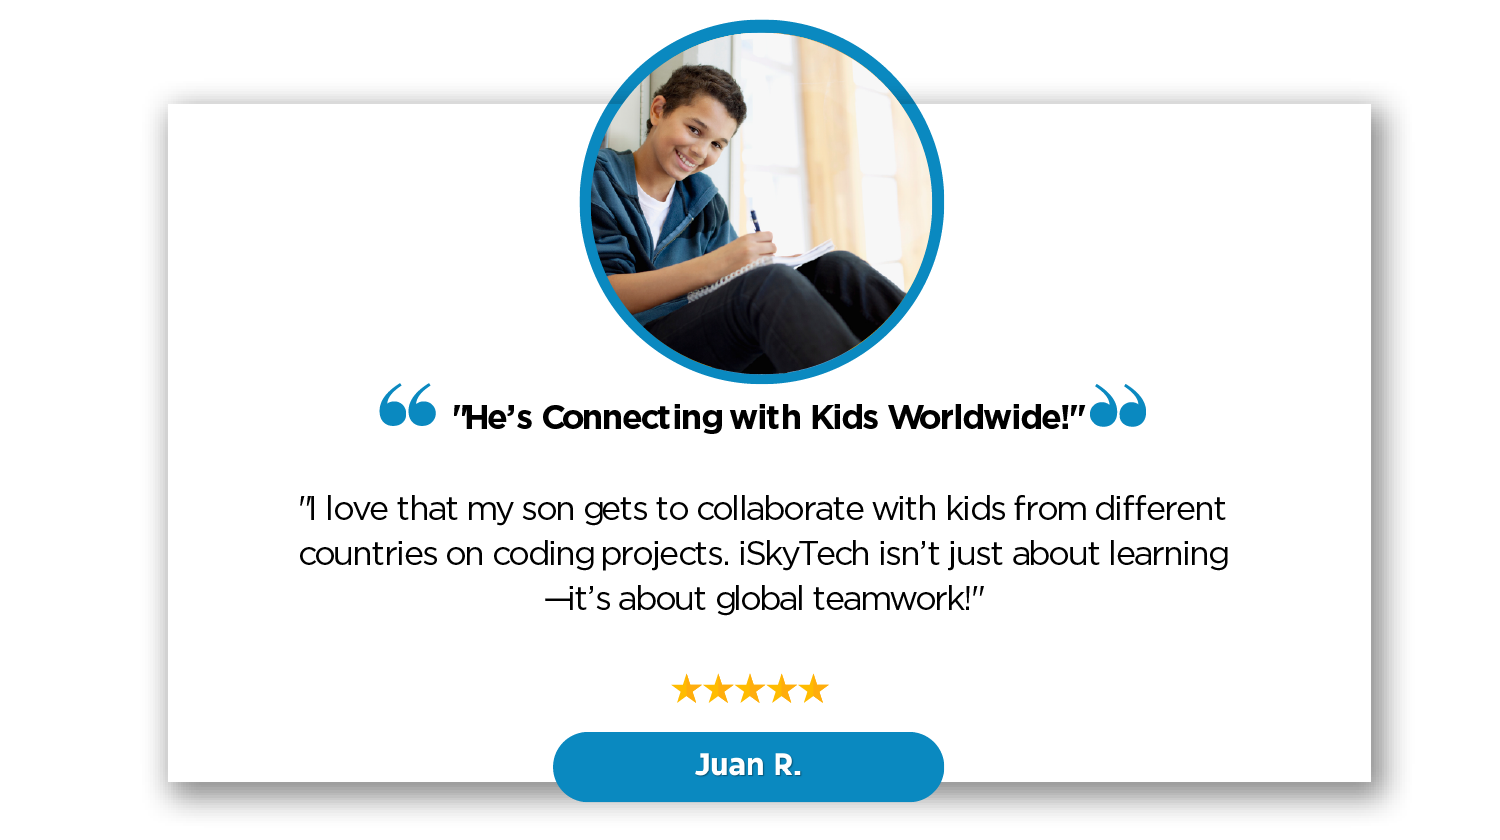 "He’s Connecting with Kids Worldwide!"
"I love that my son gets to collaborate with kids from different
countries on coding projects. iSkyTech isn’t just about learning
—it’s about global teamwork!"
Juan R.